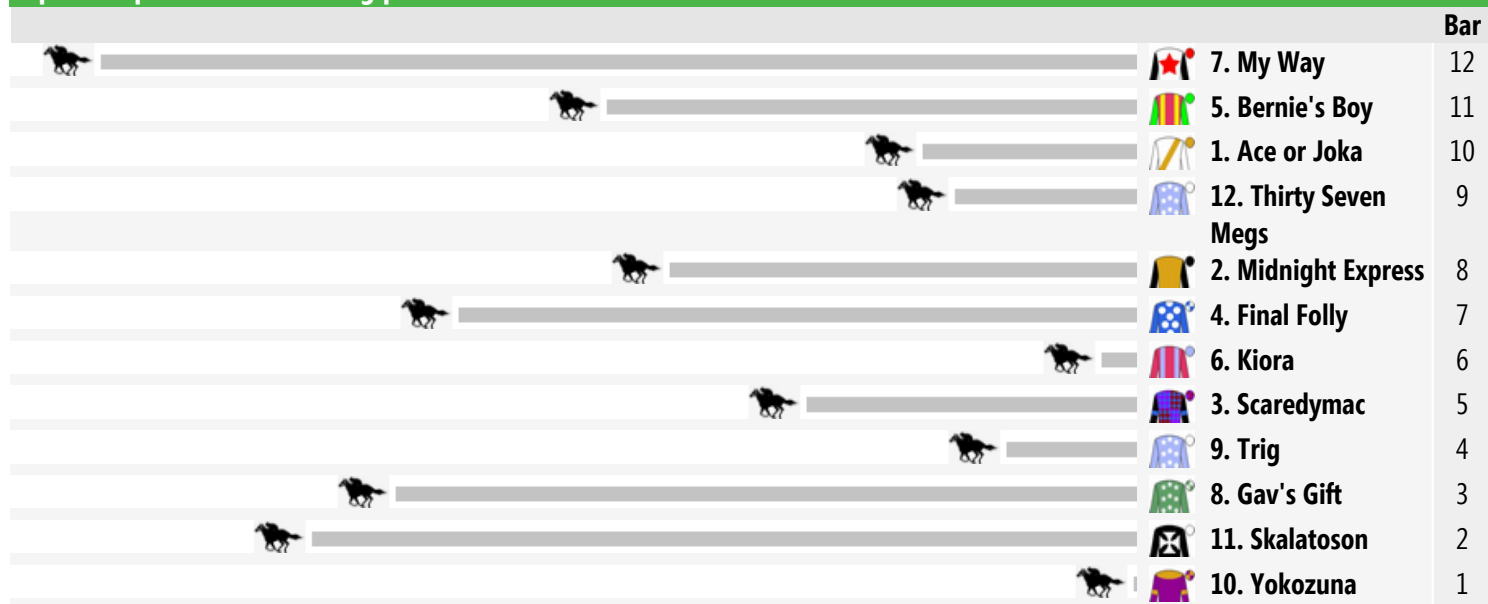 Bar
7. My Way 12
5. Bernie's Boy 11
1. Ace or Joka 10
12. Thirty Seven 9
Megs
2. Midnight Express 8
4. Final Folly 7
6. Kiora 6
3. Scaredymac 5
9. Trig 4
8. Gav's Gift 3
11. Skalatoson 2
10. Yokozuna 1